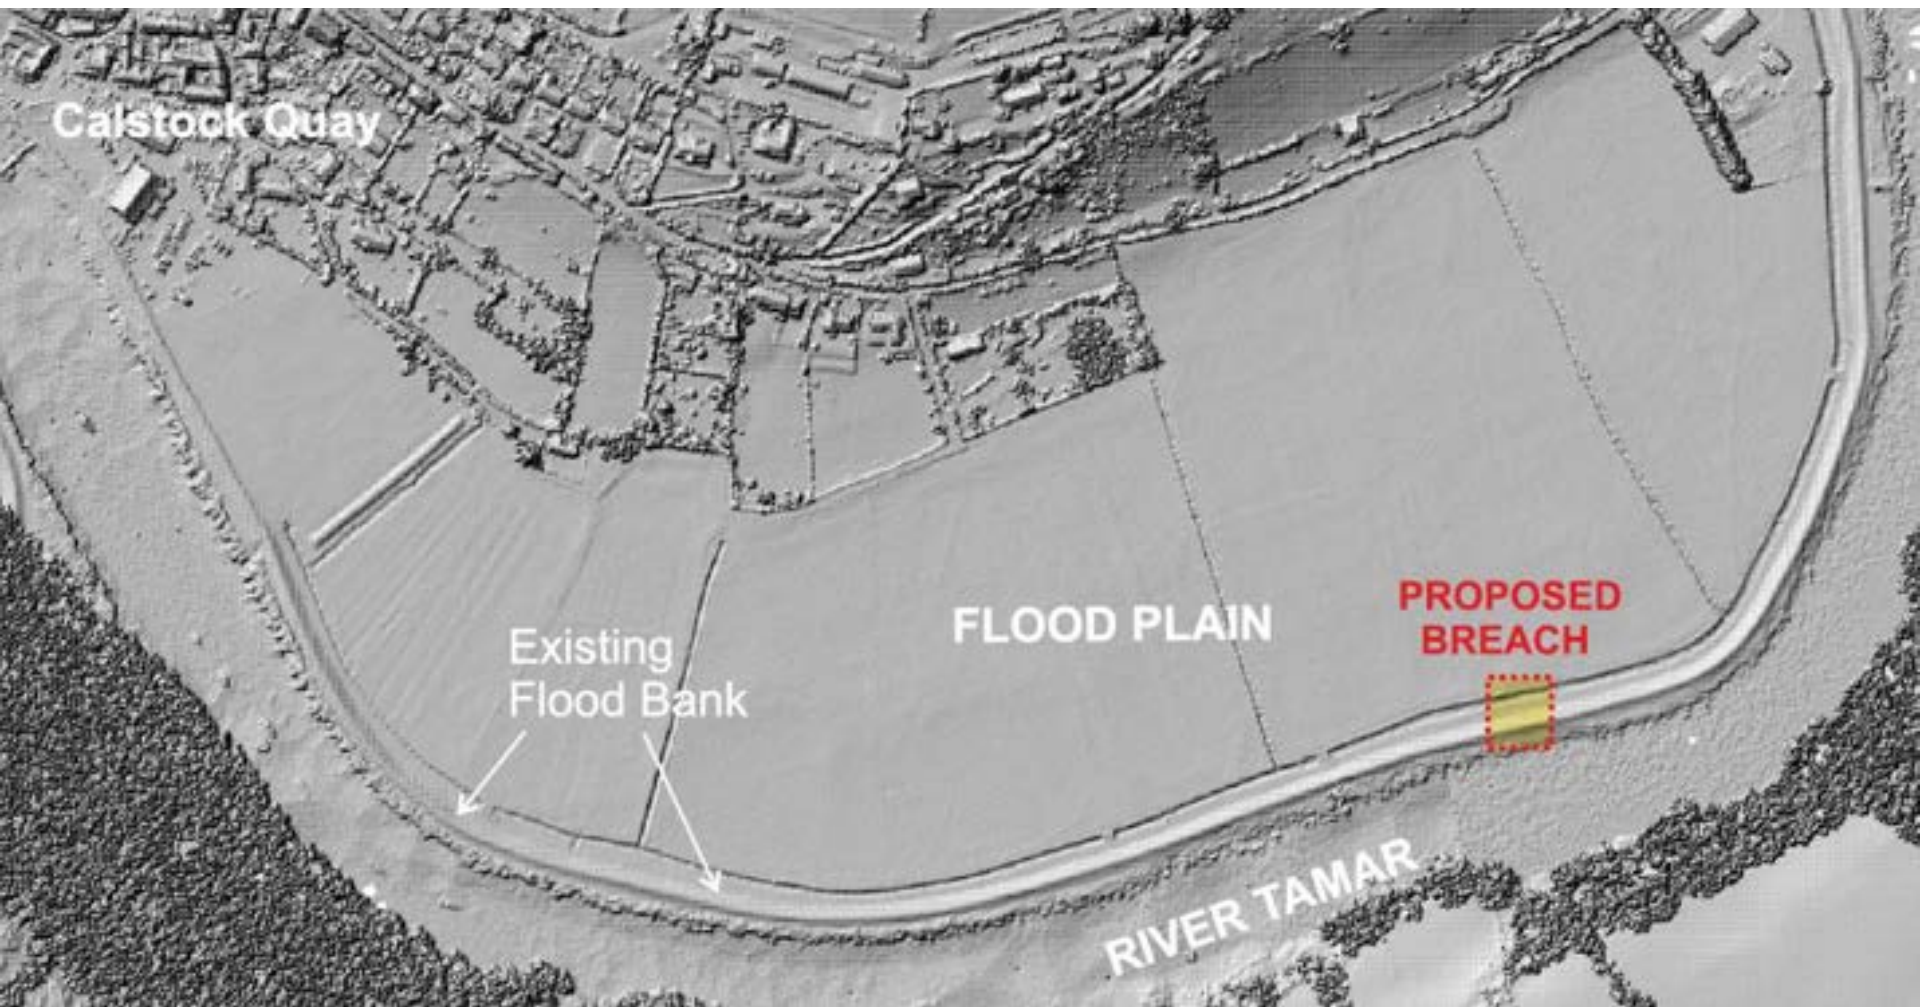 Calstock Quay
PROPOSED
BREACH
FLOOD PLAIN
Existing
Flood Bank
RIVER TAMAR